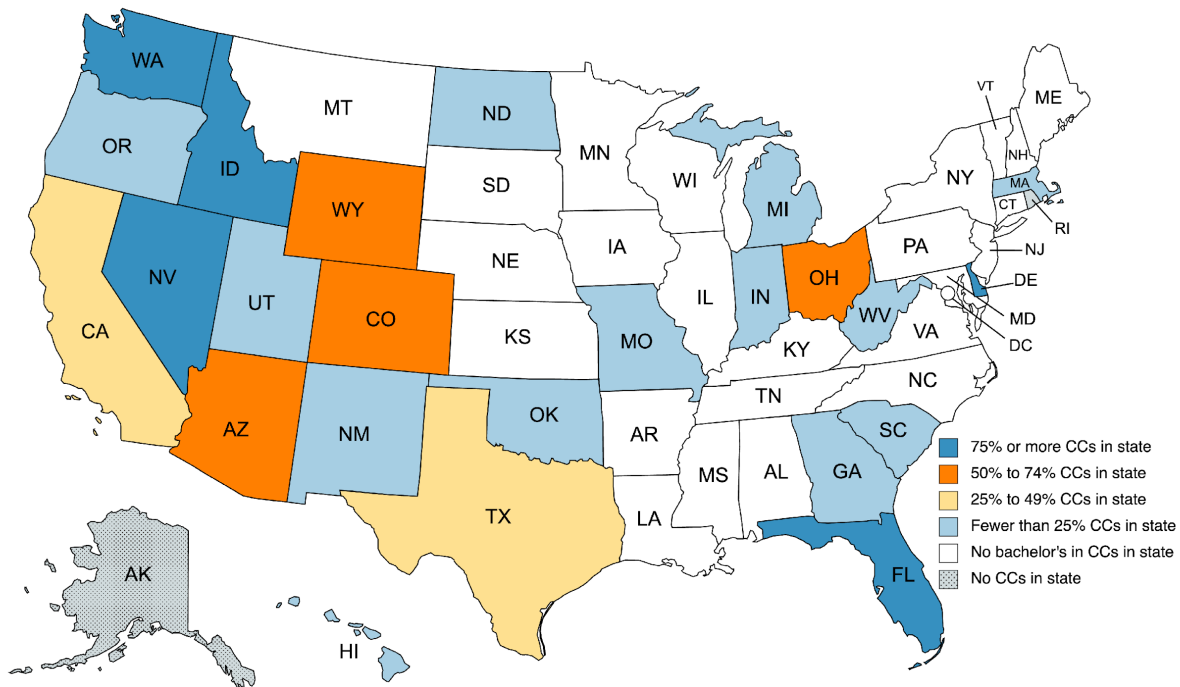 WA
MT
ND
MN
VT
ME
OR
ID
SD
WI
NY
NH
MA
WY
MI
CT
RI
NE
IA
PA
NJ
NV
UT
CO
IL
IN
OH
DE
CA
KS
MO
WV
VA
MD
KY
DC
AZ
NM
OK
TN
NC
AR
SC
MS
AL
GA
TX
LA
FL
AK
HI
75% or more CCs in state
50% to 74% CCs in state
25% to 49% CCs in state
Fewer than 25% CCs in state
No bachelor's in CCs in state
No CCs in state